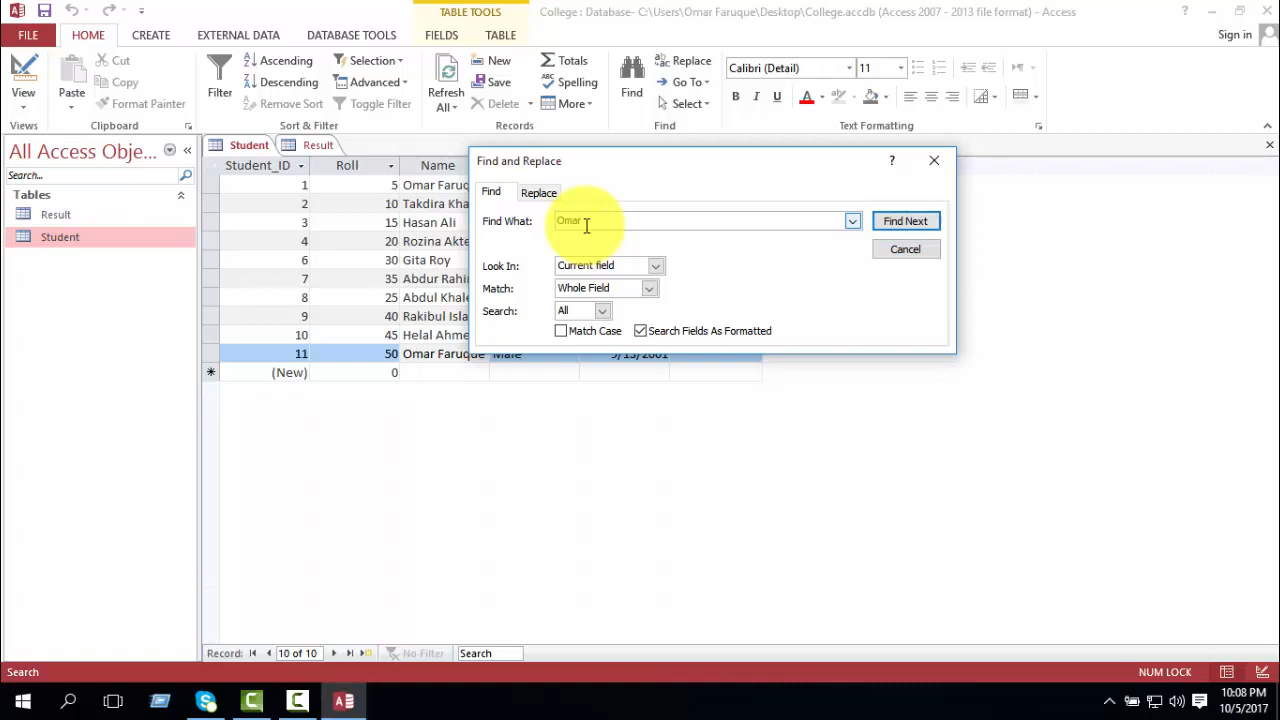 TABLE TOOLS
College : Database- C:\Users\Omar Faruque\Desktop\College.accdb (Access 2007 - 2013 file format) - Access
FILE HOME CREATE EXTERNAL DATA DATABASE TOOLS FIELDS TABLE
Sign in
View
Views
Paste
Cut
Copy
Format Painter
Clipboard
Filter
Ascending
Descending
Remove Sort
Selection
Advanced
Toggle Filter
Sort & Filter
Refresh
All
New
Save
Delete
Totals
Spelling
More
Records
Find
Replace
Go To
Select
Find
Calibri (Detail) 11
B I U A
Text Formatting
All Access Obje...
Search...
Tables
Result
Student
Student Result
Student_ID Roll Name
1 5 Omar Faruq
2 10 Takdira Kha
3 15 Hasan Ali
4 20 Rozina Akte
6 30 Gita Roy
7 35 Abdur Rahi
8 25 Abdul Khale
9 40 Rakibul Isla
10 45 Helal Ahme
11 50 Omar Faruque Male 9/13/2001
(New) 0
Find and Replace
?
Find Replace
Find What: Omar
Find Next
Cancel
Look In: Current field
Match: Whole Field
Search: All
Match Case Search Fields As Formatted
Record: 10 of 10 No Filter Search
Search
NUM LOCK
10:08 PM
10/5/2017